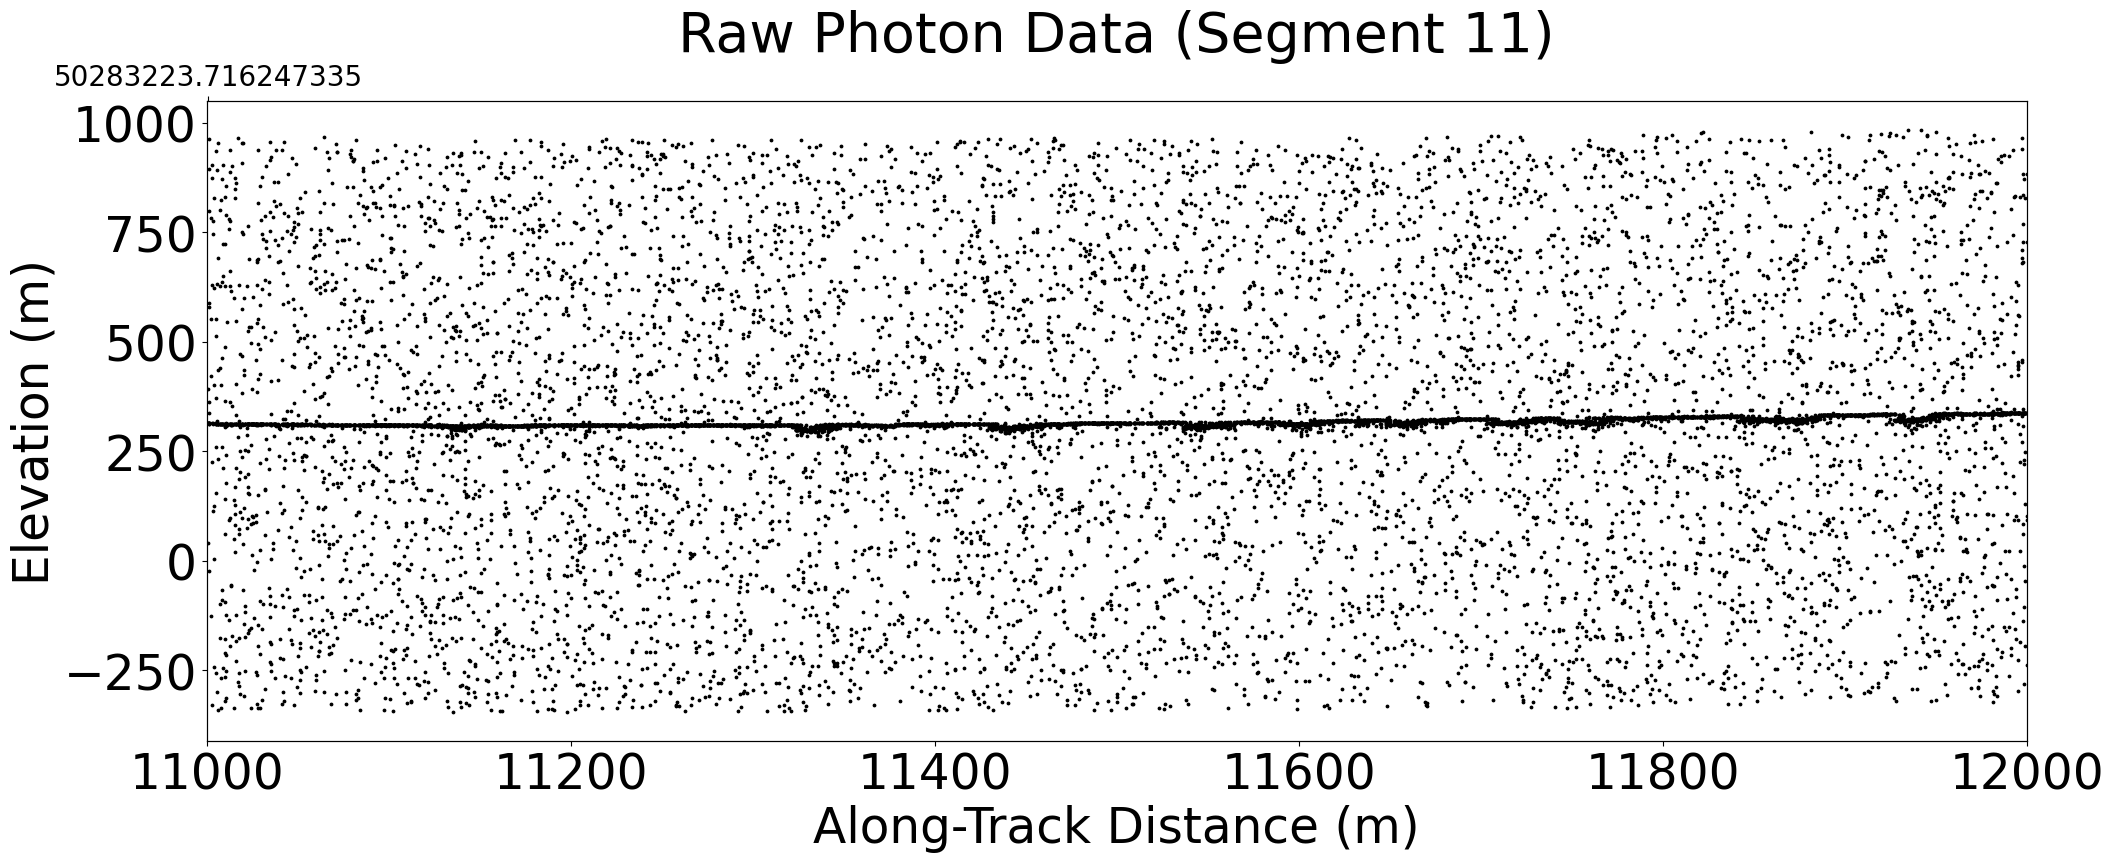 Raw Photon Data (Segment 11)
50283223.716247335
1000
750
500
250
0
−250
Elevation (m)
11000 11200 11400 11600 11800 12000
Along-Track Distance (m)